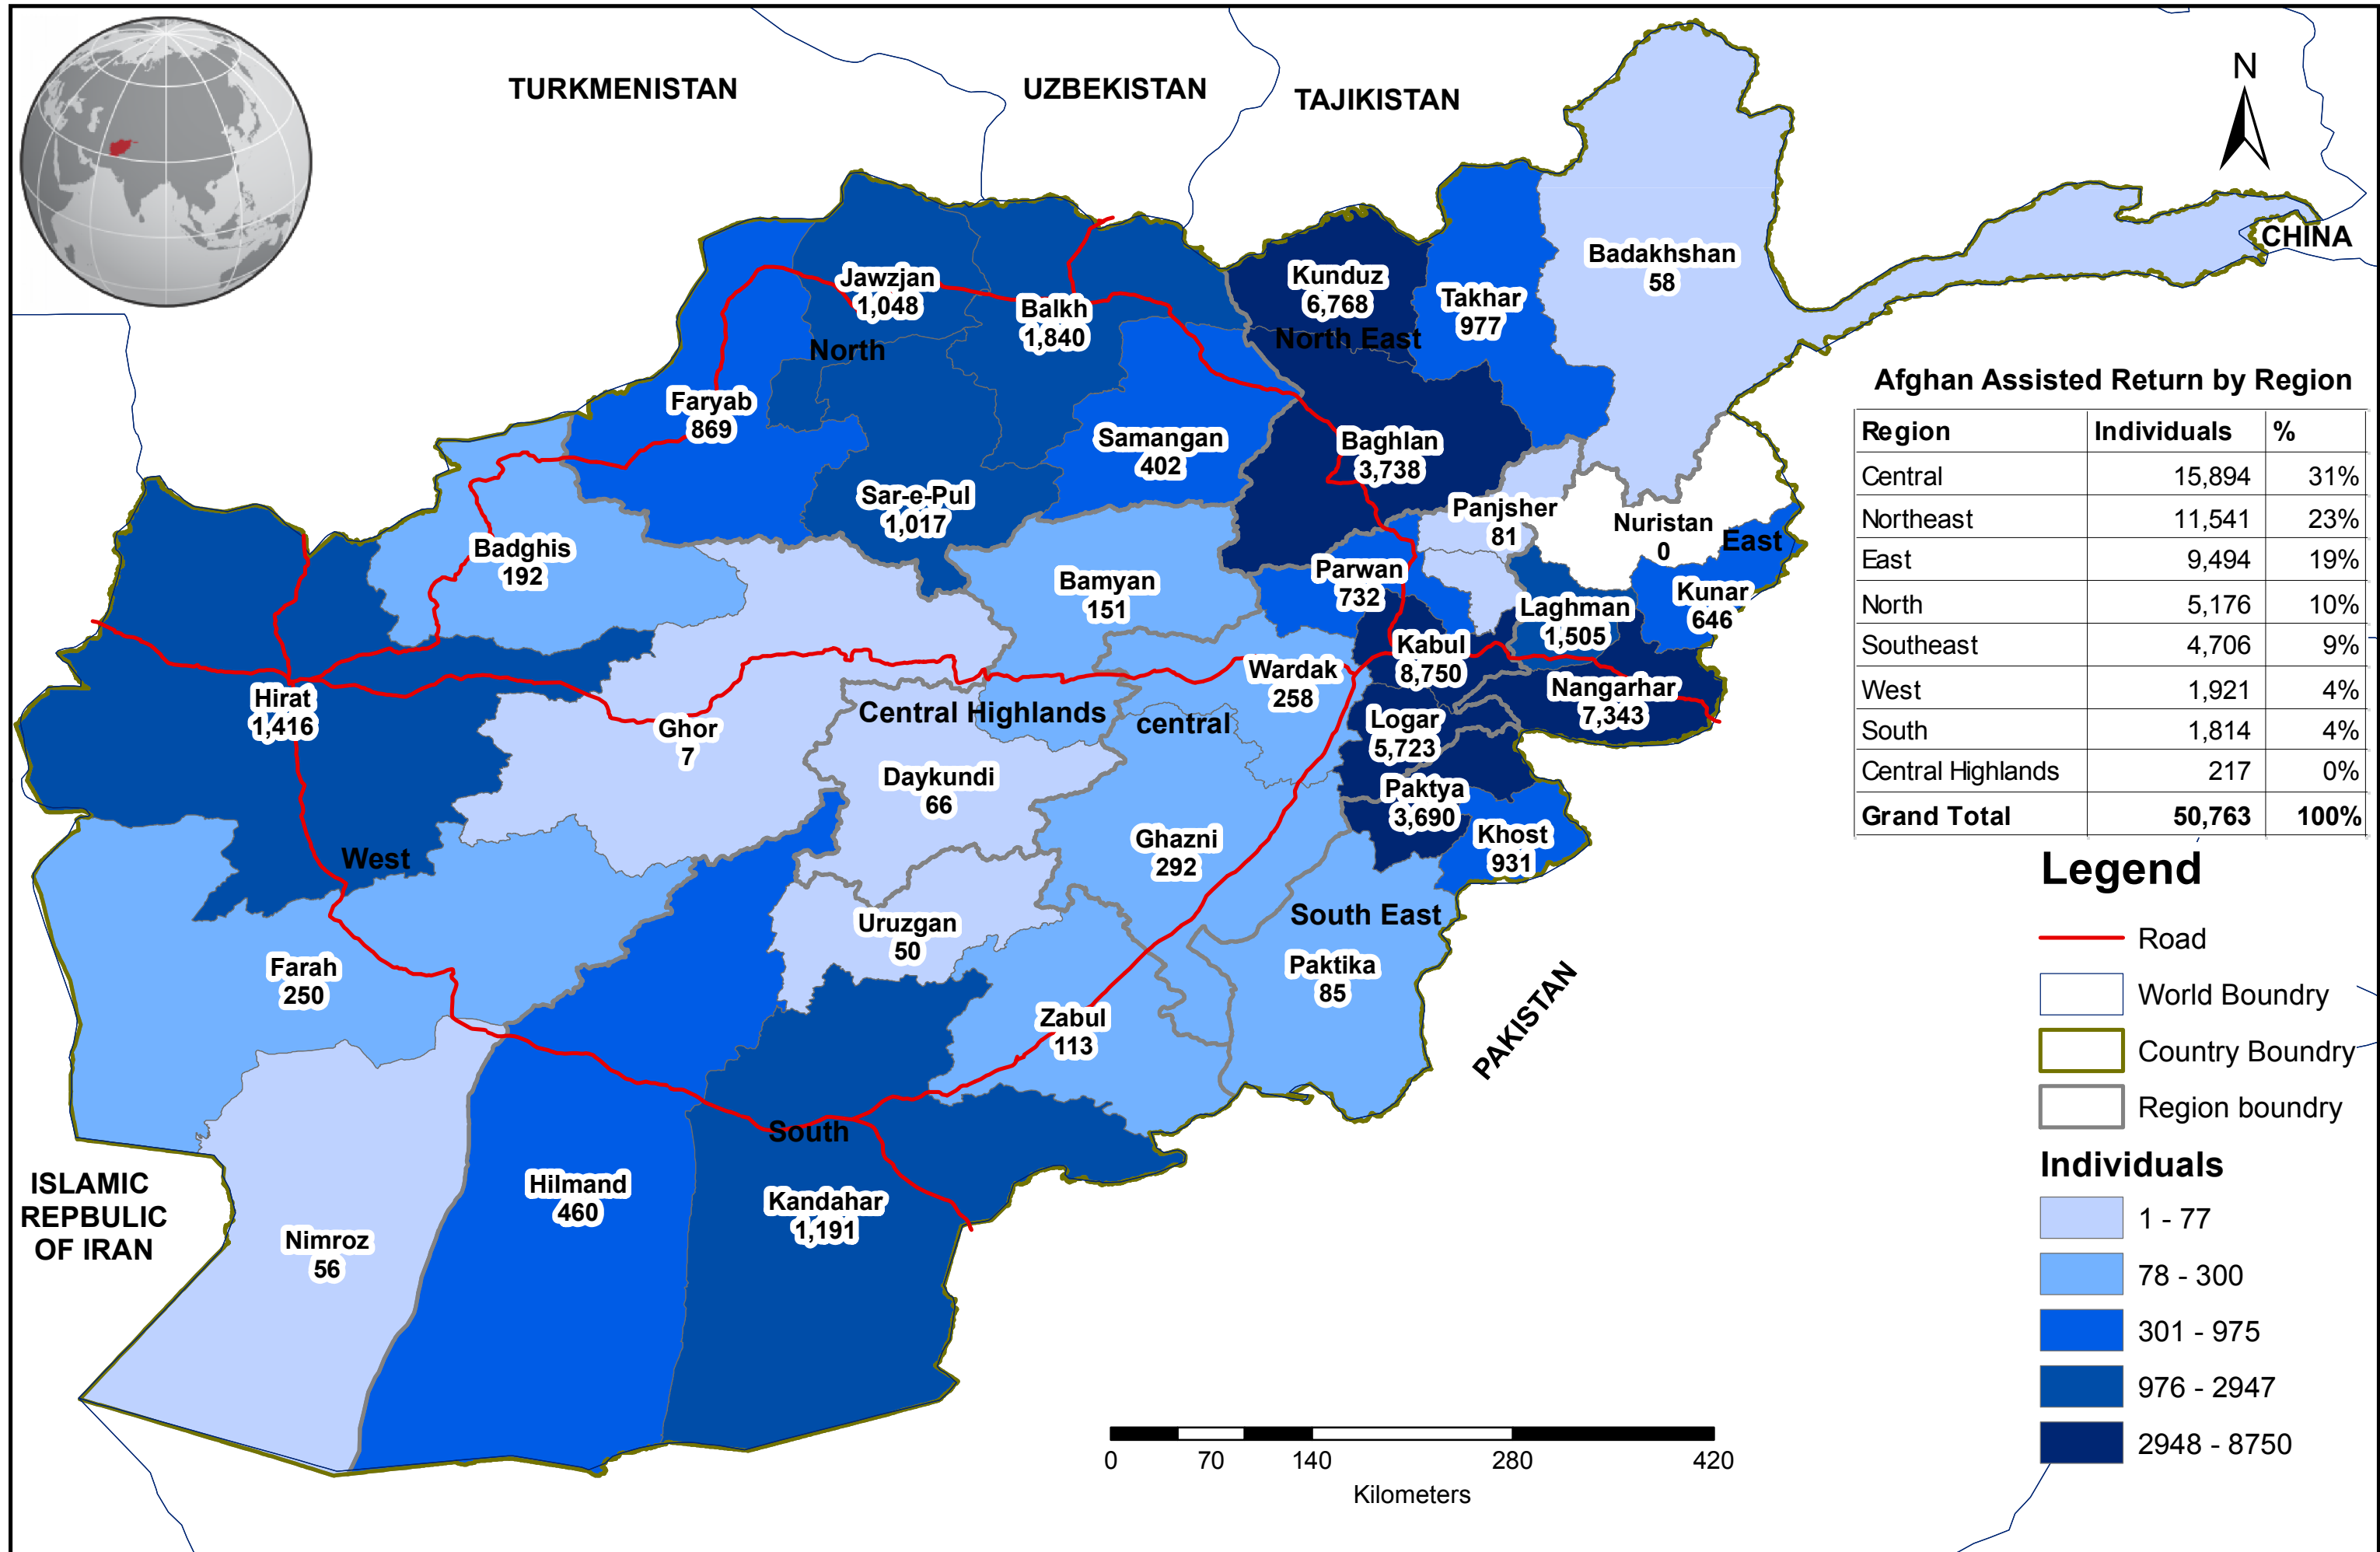 TURKMENISTAN
UZBEKISTAN
TAJIKISTAN
N
CHINA
Badakhshan
58
Kunduz
6,768
Takhar
977
North East
Jawzjan
1,048
Balkh
1,840
North
Faryab
869
Samangan
402
Baghlan
3,738
Sar-e-Pul
1,017
Panjsher
81
Nuristan
0
East
Badghis
192
Bamyan
151
Parwan
732
Laghman
1,505
Kunar
646
Kabul
8,750
Wardak
258
Nangarhar
7,343
Hirat
1,416
Ghor
7
Central Highlands
central
Logar
5,723
Daykundi
66
Paktya
3,690
Ghazni
292
Khost
931
West
Uruzgan
50
South East
Farah
250
Paktika
85
Zabul
113
PAKISTAN
South
Hilmand
460
Kandahar
1,191
Nimroz
56
ISLAMIC
REPBULIC
OF IRAN
Afghan Assisted Return by Region
Region Individuals %
Central 15,894 31%
Northeast 11,541 23%
East 9,494 19%
North 5,176 10%
Southeast 4,706 9%
West 1,921 4%
South 1,814 4%
Central Highlands 217 0%
Grand Total 50,763 100%
Legend
Road
World Boundry
Country Boundry
Region boundry
Individuals
1 - 77
78 - 300
301 - 975
976 - 2947
2948 - 8750
0 70 140 280 420
Kilometers